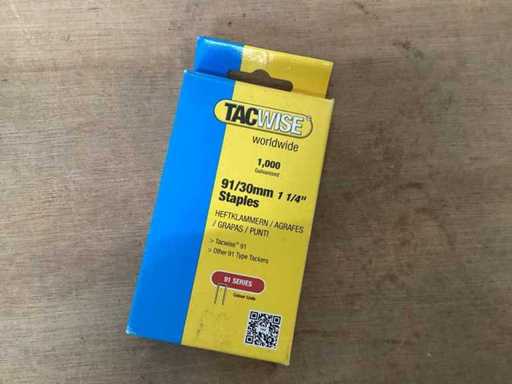 TACWISE
worldwide
1,000
Galvanised
91/30mm 1 1/4"
Staples
HEFTKLAMMERN / AGRAFES
/ GRAPAS / PUNTI
> Tacwise® 91
> Other 91 Type Tackers
91 SERIES
Colour Code